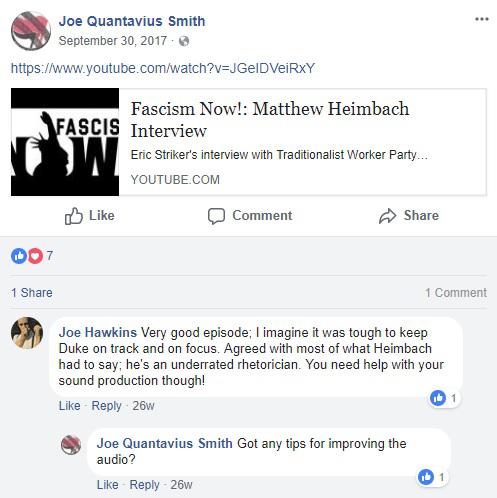 Joe Quantavius Smith
September 30, 2017 ·
https://www.youtube.com/watch?v=JGelDVeiRxY
FASCIS
NOW!
Fascism Now!: Matthew Heimbach
Interview
Eric Striker's interview with Traditionalist Worker Party…
YOUTUBE.COM
Like Comment Share
7
1 Share 1 Comment
Joe Hawkins Very good episode; I imagine it was tough to keep
Duke on track and on focus. Agreed with most of what Heimbach
had to say; he's an underrated rhetorician. You need help with your
sound production though!
1
Like · Reply · 26w
Joe Quantavius Smith Got any tips for improving the
audio?
1
Like · Reply · 26w